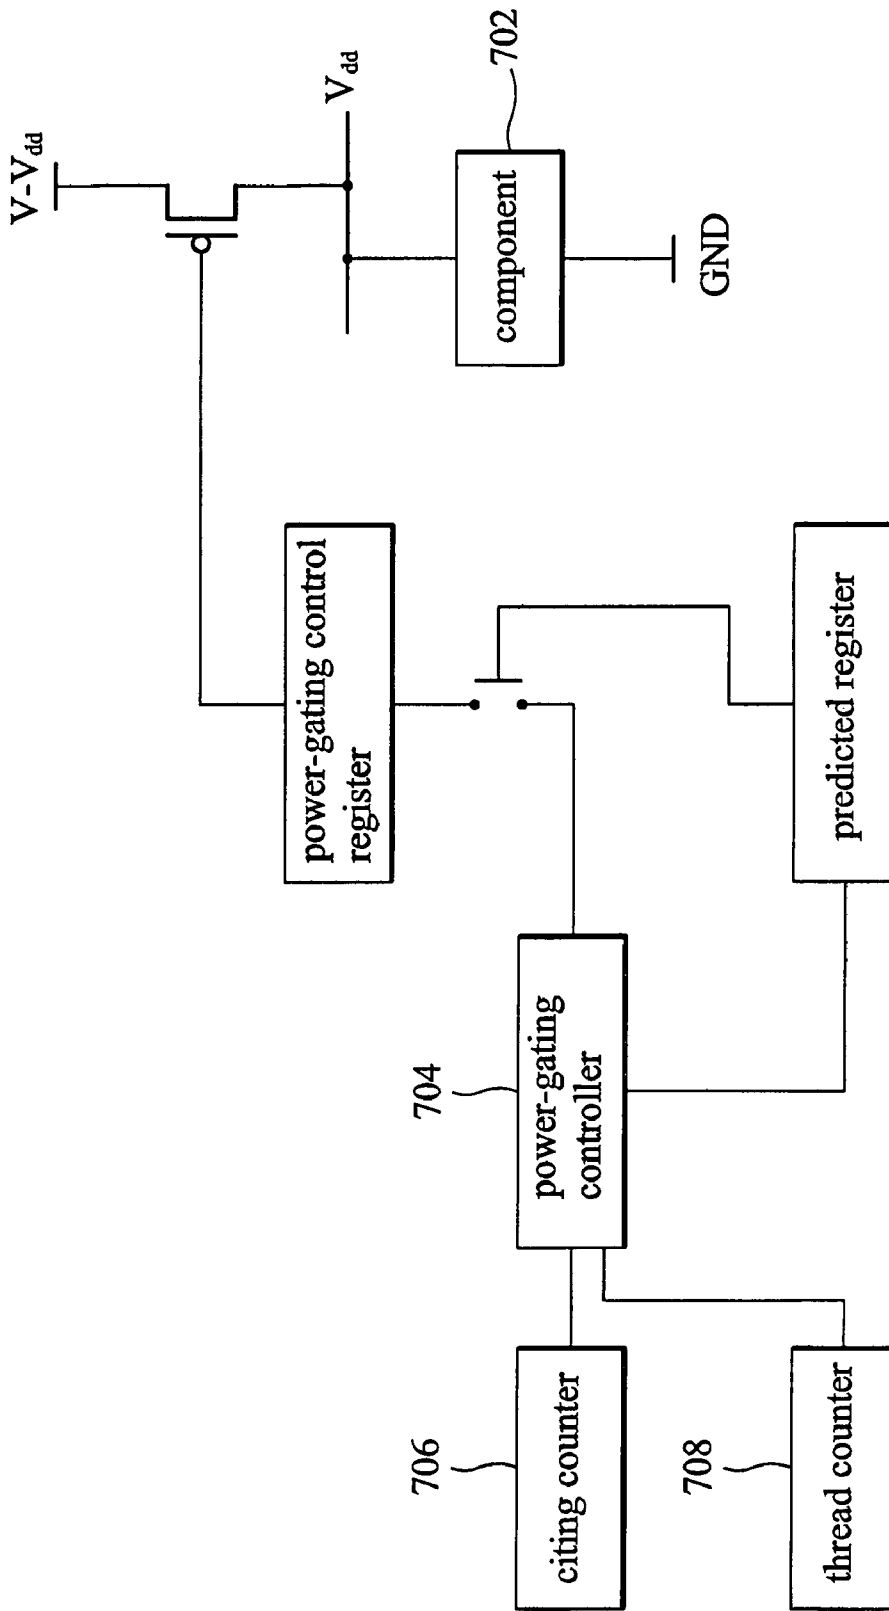 V-V_dd
V_dd
702
component
GND
power-gating control
register
predicted register
704
power-gating
controller
706
citing counter
708
thread counter